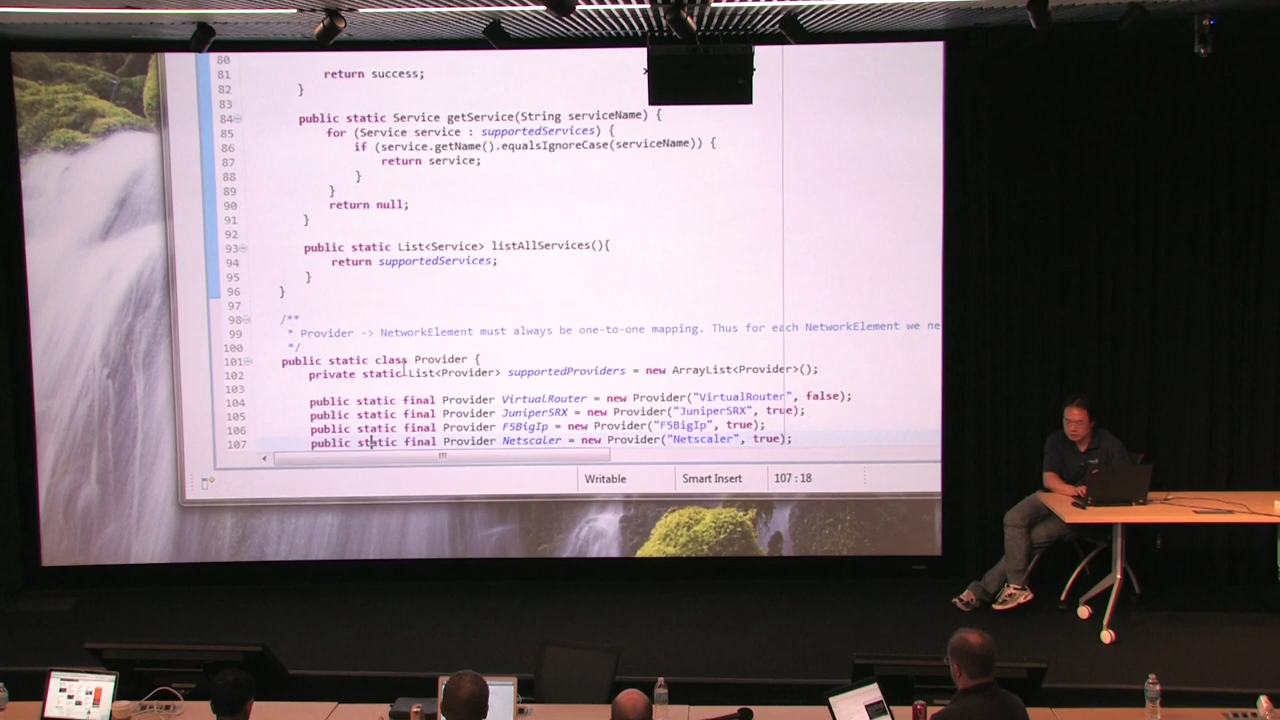 80
81 return success;
82 }
83
84 public static Service getService(String serviceName) {
85 for (Service service : supportedServices) {
86 if (service.getName().equalsIgnoreCase(serviceName)) {
87 return service;
88 }
89 }
90 return null;
91 }
92
93 public static List<Service> listAllServices(){
94 return supportedServices;
95 }
96 }
97
98 /**
99 * Provider -> NetworkElement must always be one-to-one mapping. Thus for each NetworkElement we ne
100 */
101 public static class Provider {
102 private static List<Provider> supportedProviders = new ArrayList<Provider>();
103
104 public static final Provider VirtualRouter = new Provider("VirtualRouter", false);
105 public static final Provider JuniperSRX = new Provider("JuniperSRX", true);
106 public static final Provider F5BigIp = new Provider("F5BigIp", true);
107 public static final Provider Netscaler = new Provider("Netscaler", true);
Writable Smart Insert 107 : 18